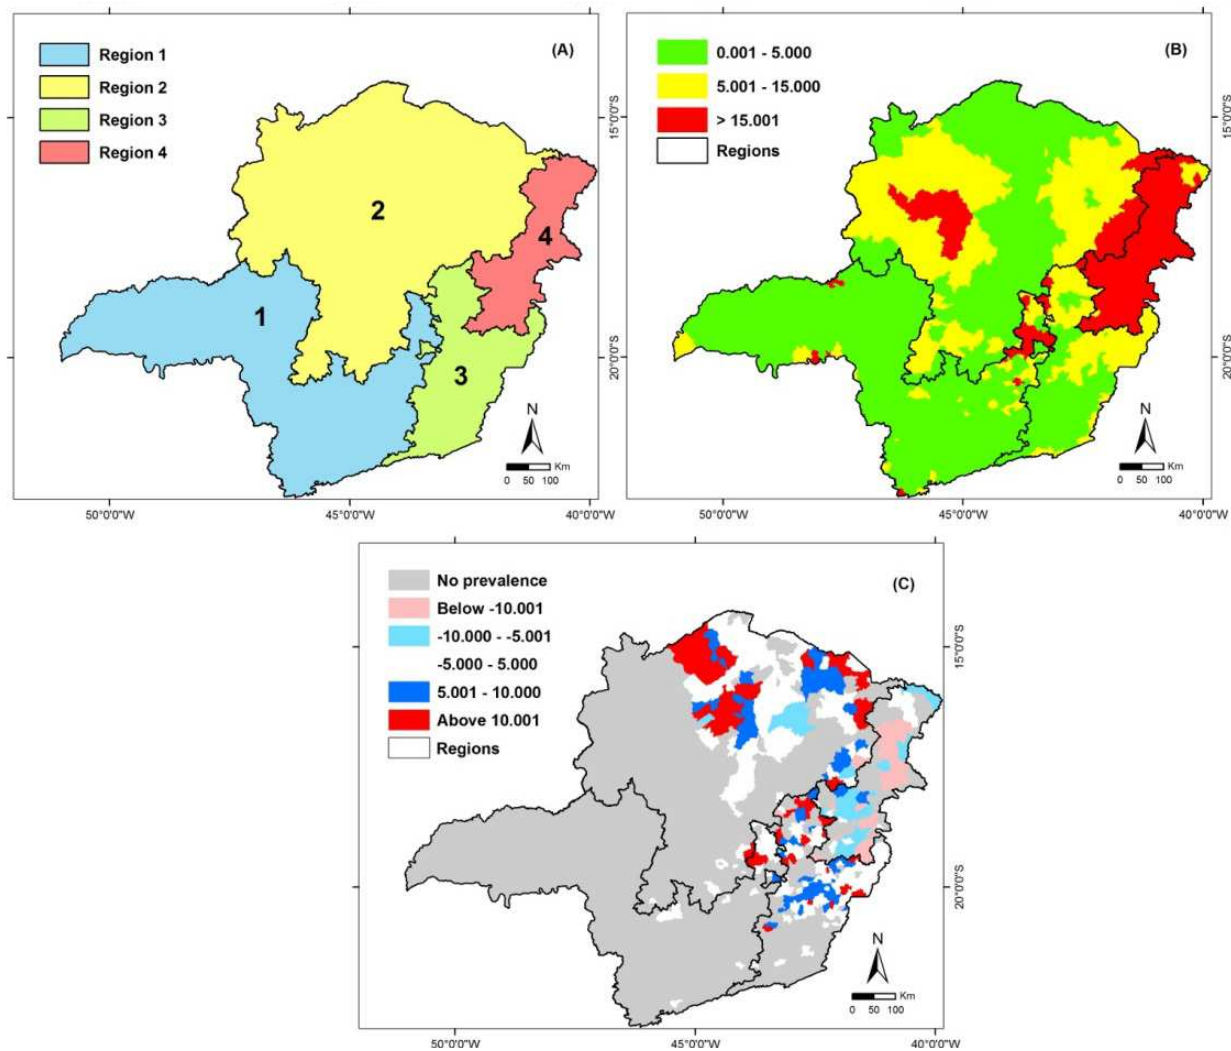 Region 1
Region 2
Region 3
Region 4
(A)
1
2
3
4
N
0 50 100 Km
15°0'0"S
20°0'0"S
50°0'0"W
45°0'0"W
40°0'0"W
0.001 - 5.000
5.001 - 15.000
> 15.001
Regions
(B)
N
0 50 100 Km
15°0'0"S
20°0'0"S
50°0'0"W
45°0'0"W
40°0'0"W
No prevalence
Below -10.001
-10.000 - -5.001
-5.000 - 5.000
5.001 - 10.000
Above 10.001
Regions
(C)
N
0 50 100 Km
15°0'0"S
20°0'0"S
50°0'0"W
45°0'0"W
40°0'0"W